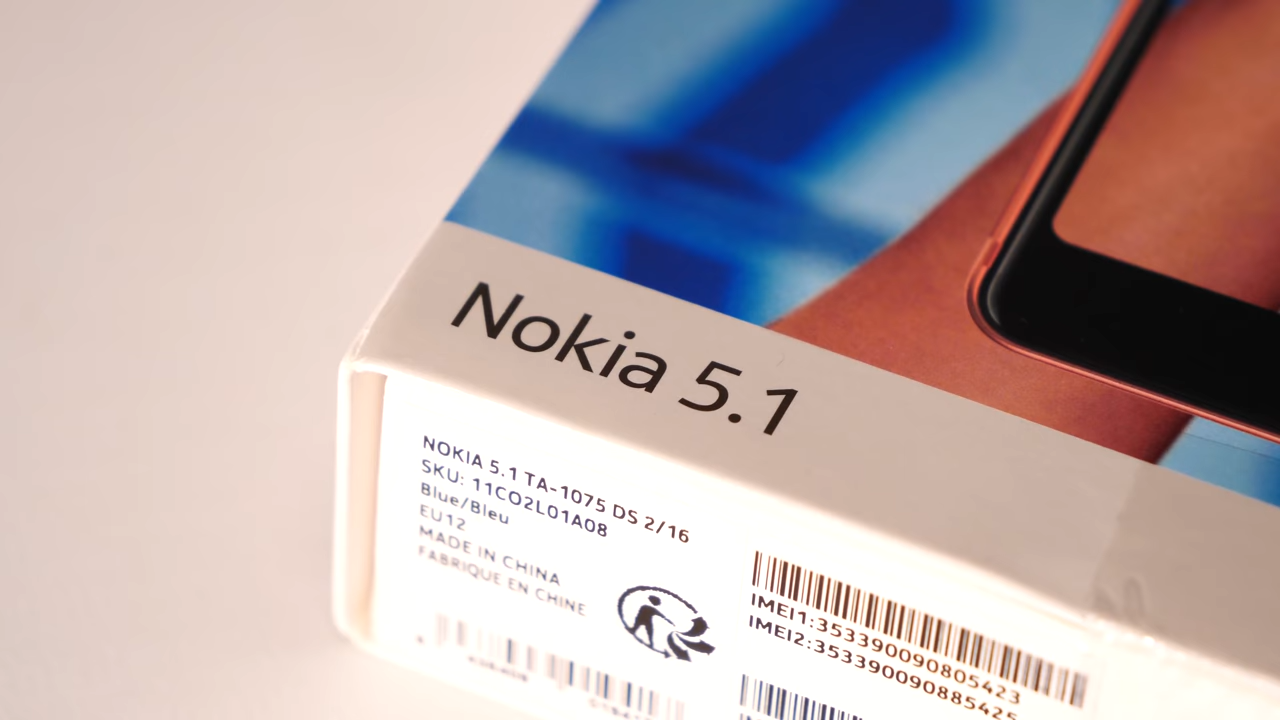 Nokia 5.1
NOKIA 5.1 TA-1075 DS 2/16
SKU: 11CO2L01A08
Blue/Bleu
EU12
MADE IN CHINA
FABRIQUE EN CHINE
IMEI1:353390090805423
IMEI2:353390090885425